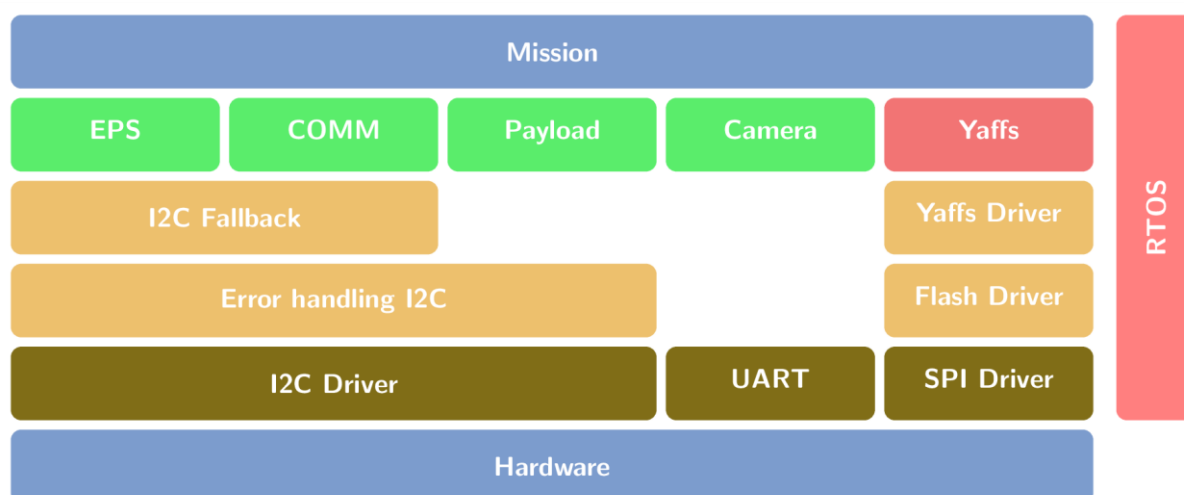 Mission
EPS
COMM
Payload
Camera
Yaffs
I2C Fallback
Yaffs Driver
Error handling I2C
Flash Driver
I2C Driver
UART
SPI Driver
Hardware
RTOS